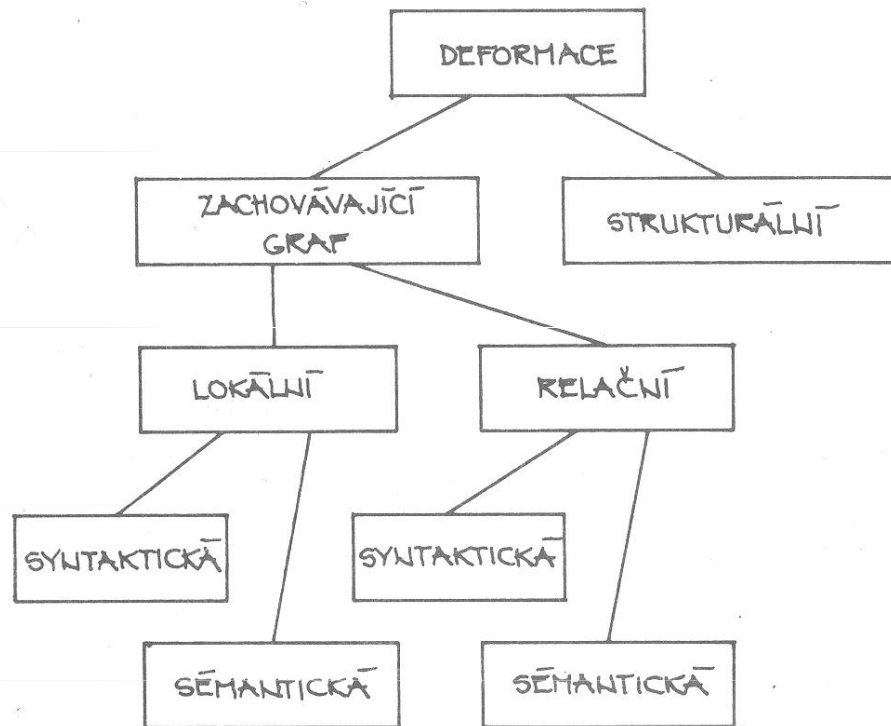 DEFORMACE
ZACHOVÁVAJÍCÍ
GRAF
STRUKTURÁLNÍ
LOKÁLNÍ
RELAČNÍ
SYNTAKTICKÁ
SYNTAKTICKÁ
SÉMANTICKÁ
SÉMANTICKÁ